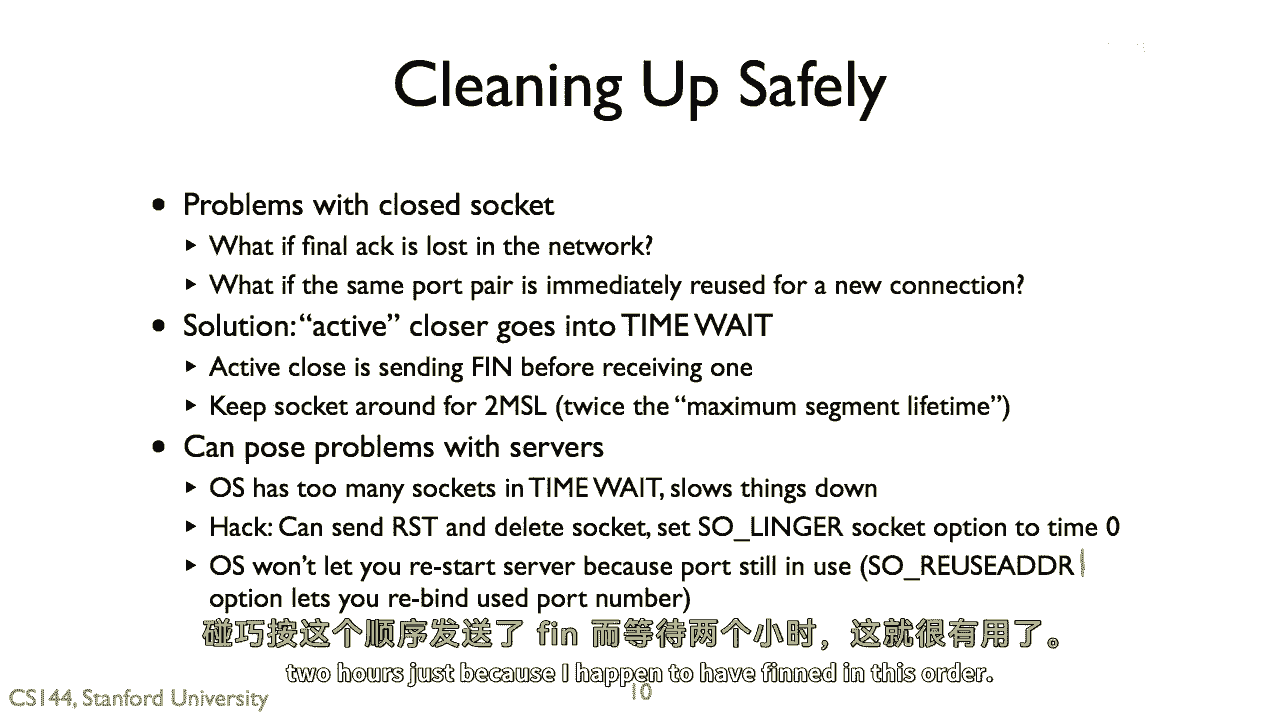 Cleaning Up Safely
• Problems with closed socket
▸ What if final ack is lost in the network?
▸ What if the same port pair is immediately reused for a new connection?
• Solution: “active” closer goes into TIME WAIT
▸ Active close is sending FIN before receiving one
▸ Keep socket around for 2MSL (twice the “maximum segment lifetime”)
• Can pose problems with servers
▸ OS has too many sockets in TIME WAIT, slows things down
▸ Hack: Can send RST and delete socket, set SO_LINGER socket option to time 0
▸ OS won’t let you re-start server because port still in use (SO_REUSEADDR
option lets you re-bind used port number)
碰巧按这个顺序发送了 fin 而等待两个小时，这就很有用了。
two hours just because I happen to have finned in this order.
CS144, Stanford University
10